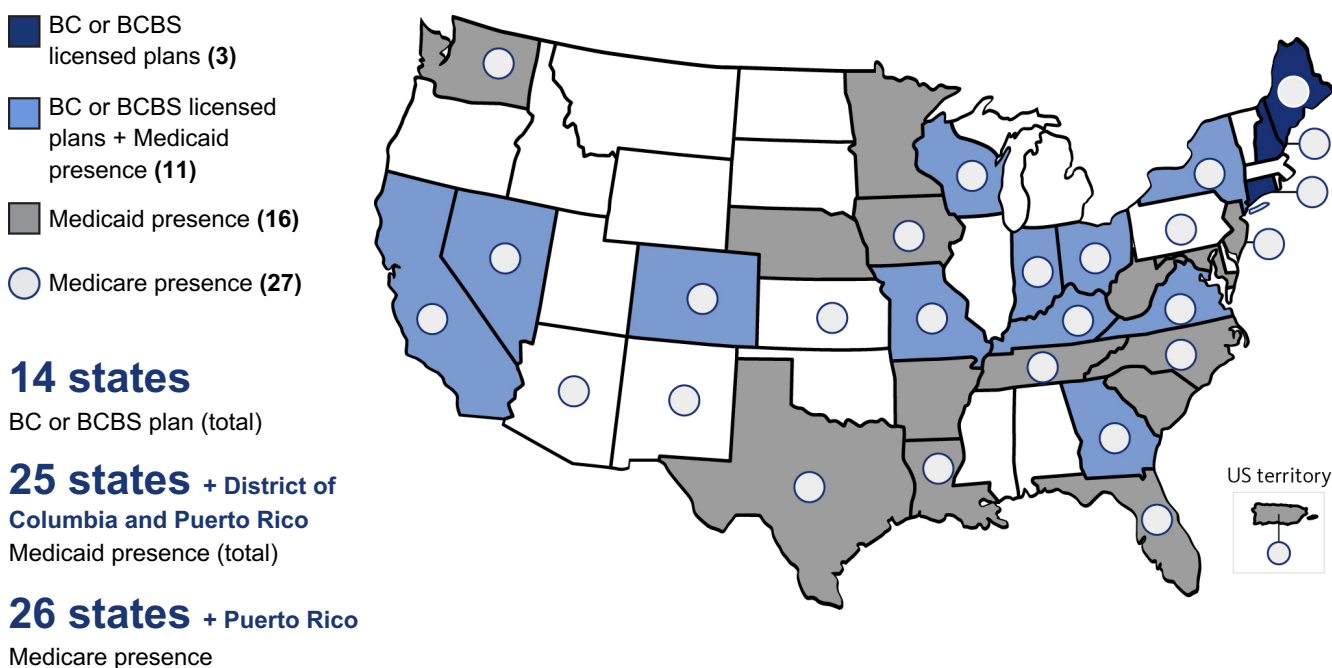 BC or BCBS
licensed plans (3)
BC or BCBS licensed
plans + Medicaid
presence (11)
Medicaid presence (16)
Medicare presence (27)
14 states
BC or BCBS plan (total)
25 states + District of
Columbia and Puerto Rico
Medicaid presence (total)
26 states + Puerto Rico
Medicare presence
US territory